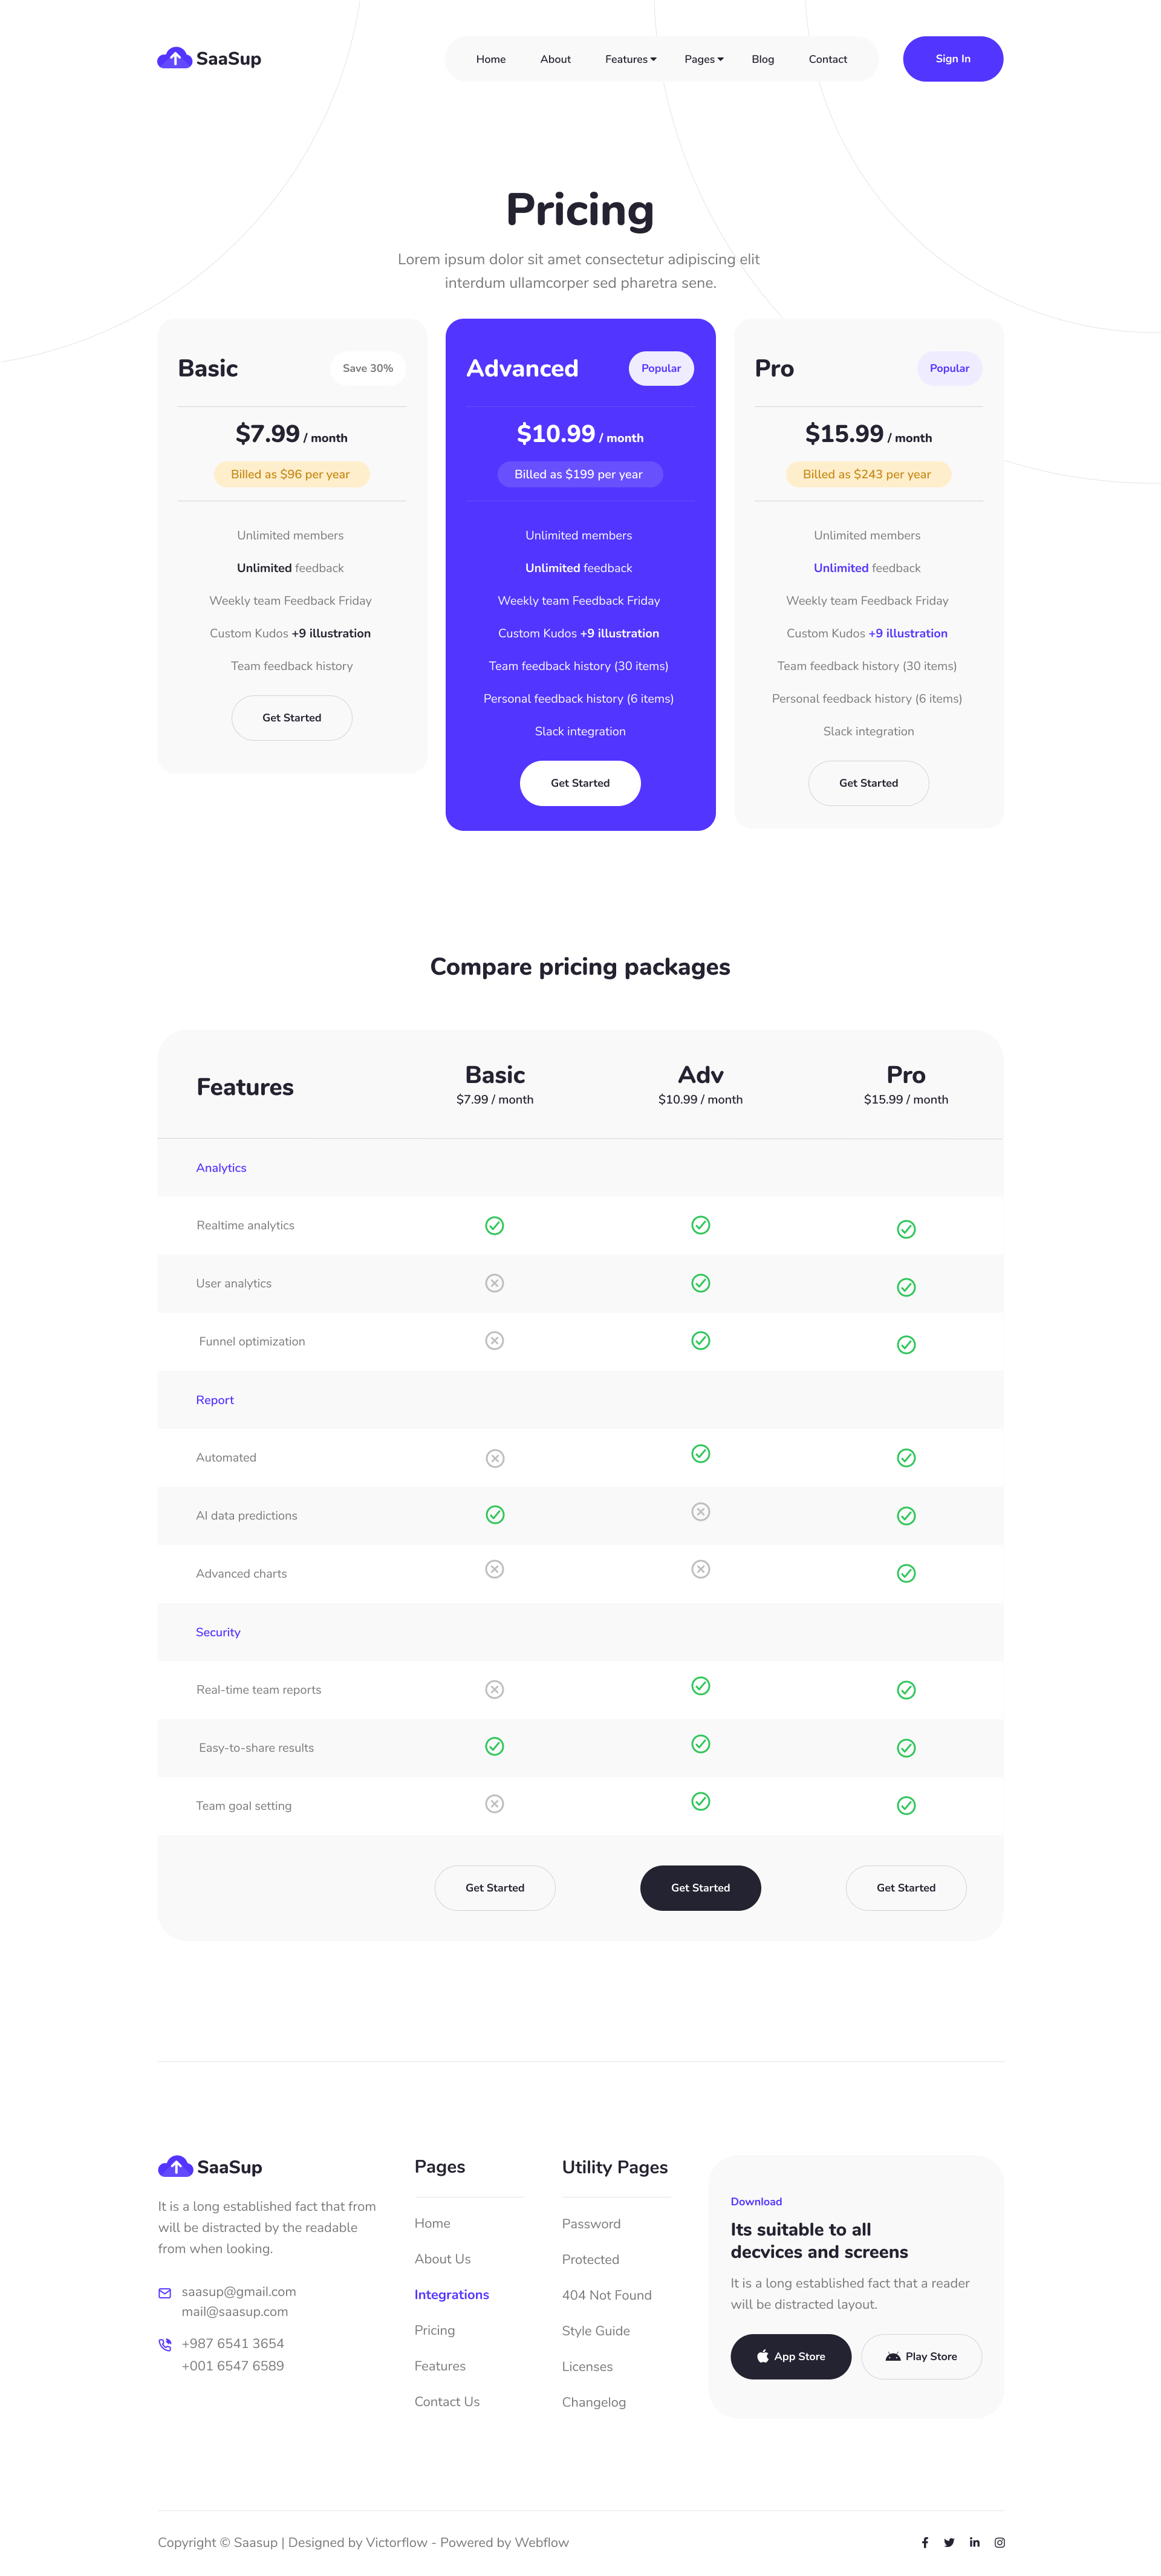 SaaSup
Home About Features Pages Blog Contact Sign In
Pricing
Lorem ipsum dolor sit amet consectetur adipiscing elit
interdum ullamcorper sed pharetra sene.
Basic Save 30%
$7.99 / month
Billed as $96 per year
Unlimited members
Unlimited feedback
Weekly team Feedback Friday
Custom Kudos +9 illustration
Team feedback history
Get Started
Advanced Popular
$10.99 / month
Billed as $199 per year
Unlimited members
Unlimited feedback
Weekly team Feedback Friday
Custom Kudos +9 illustration
Team feedback history (30 items)
Personal feedback history (6 items)
Slack integration
Get Started
Pro Popular
$15.99 / month
Billed as $243 per year
Unlimited members
Unlimited feedback
Weekly team Feedback Friday
Custom Kudos +9 illustration
Team feedback history (30 items)
Personal feedback history (6 items)
Slack integration
Get Started
Compare pricing packages
Features Basic Adv Pro
$7.99 / month $10.99 / month $15.99 / month
Analytics
Realtime analytics
User analytics
Funnel optimization
Report
Automated
AI data predictions
Advanced charts
Security
Real-time team reports
Easy-to-share results
Team goal setting
Get Started Get Started Get Started
SaaSup
It is a long established fact that from
will be distracted by the readable
from when looking.
saasup@gmail.com
mail@saasup.com
+987 6541 3654
+001 6547 6589
Pages
Home
About Us
Integrations
Pricing
Features
Contact Us
Utility Pages
Password
Protected
404 Not Found
Style Guide
Licenses
Changelog
Download
Its suitable to all
decvices and screens
It is a long established fact that a reader
will be distracted layout.
App Store Play Store
Copyright © Saasup | Designed by Victorflow - Powered by Webflow